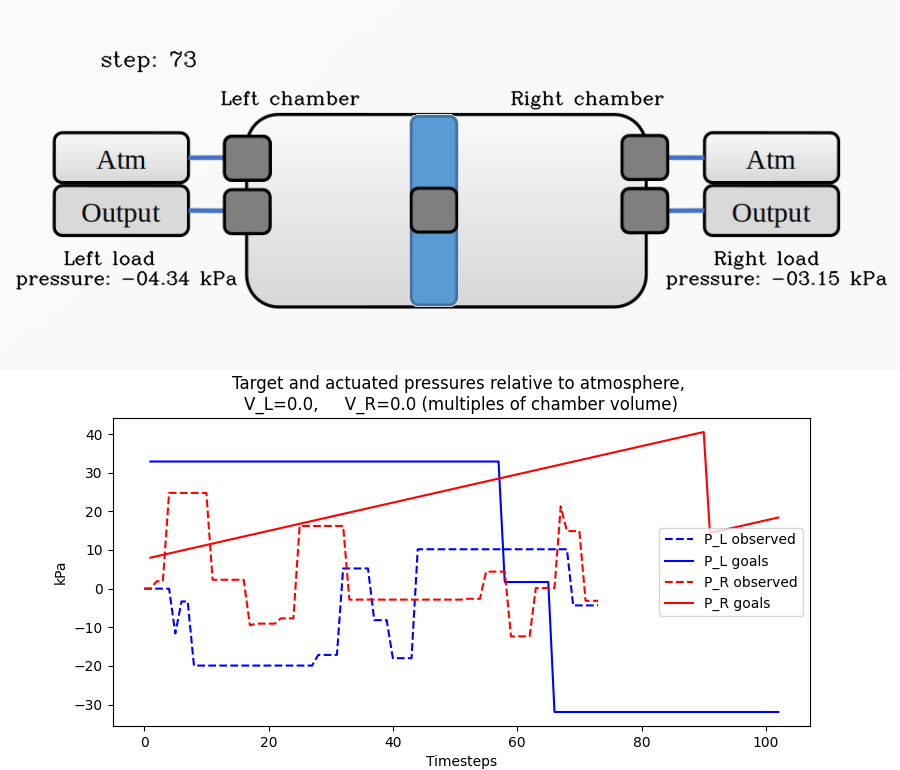 step: 73
Left chamber
Right chamber
Atm
Output
Atm
Output
Left load
pressure: -04.34 kPa
Right load
pressure: -03.15 kPa
Target and actuated pressures relative to atmosphere,
V_L=0.0, V_R=0.0 (multiples of chamber volume)
kPa
40
30
20
10
0
−10
−20
−30
P_L observed
P_L goals
P_R observed
P_R goals
0 20 40 60 80 100
Timesteps